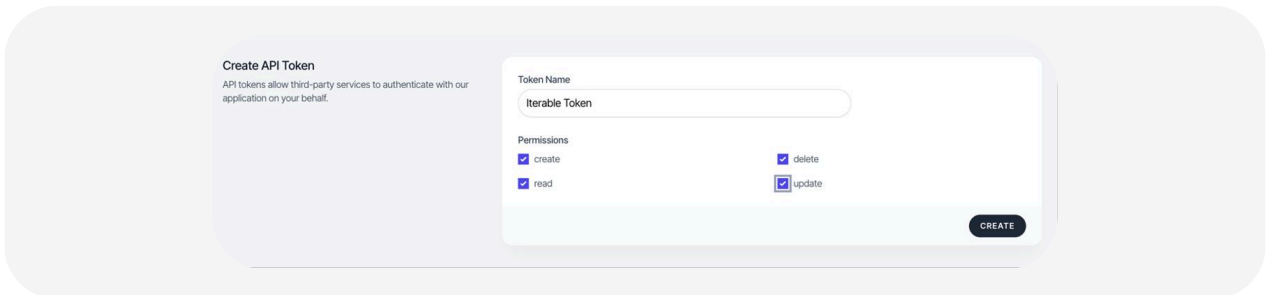 Create API Token
API tokens allow third-party services to authenticate with our
application on your behalf.
Token Name
Iterable Token
Permissions
create
delete
read
update
CREATE